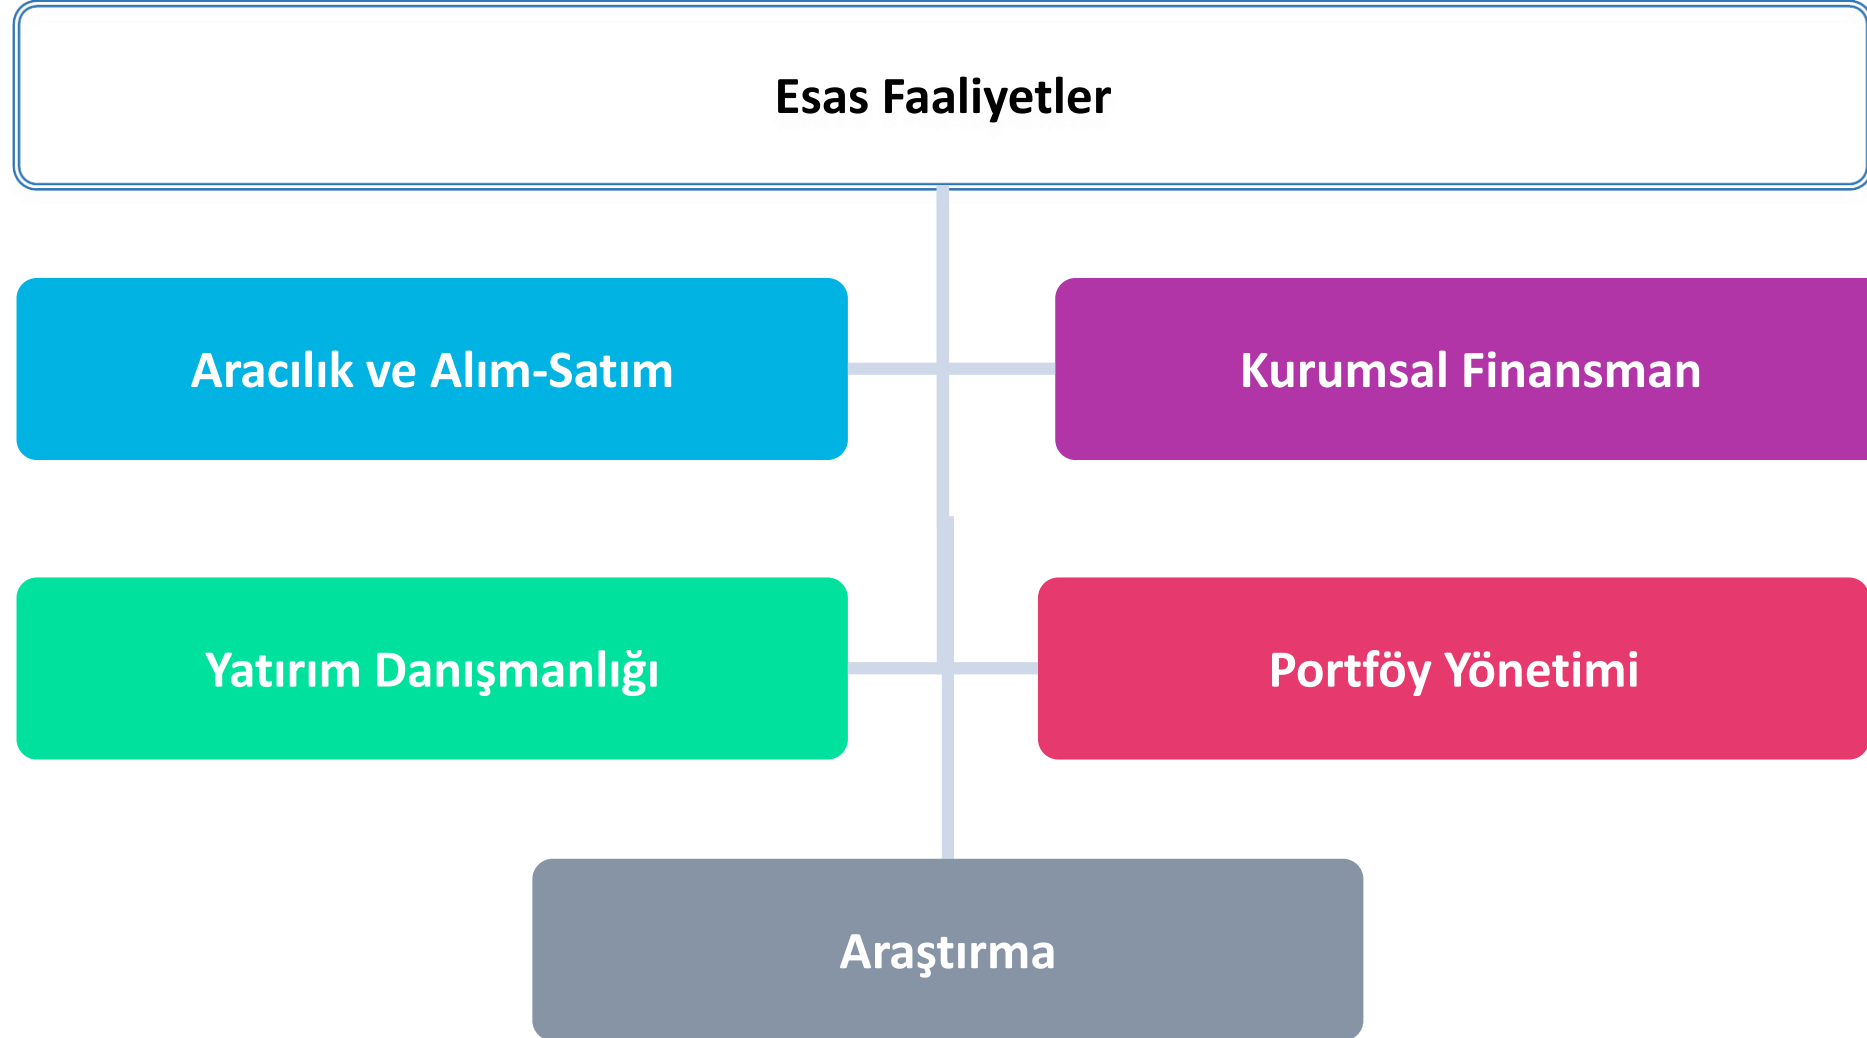 Esas Faaliyetler
Aracılık ve Alım-Satım
Kurumsal Finansman
Yatırım Danışmanlığı
Portföy Yönetimi
Araştırma